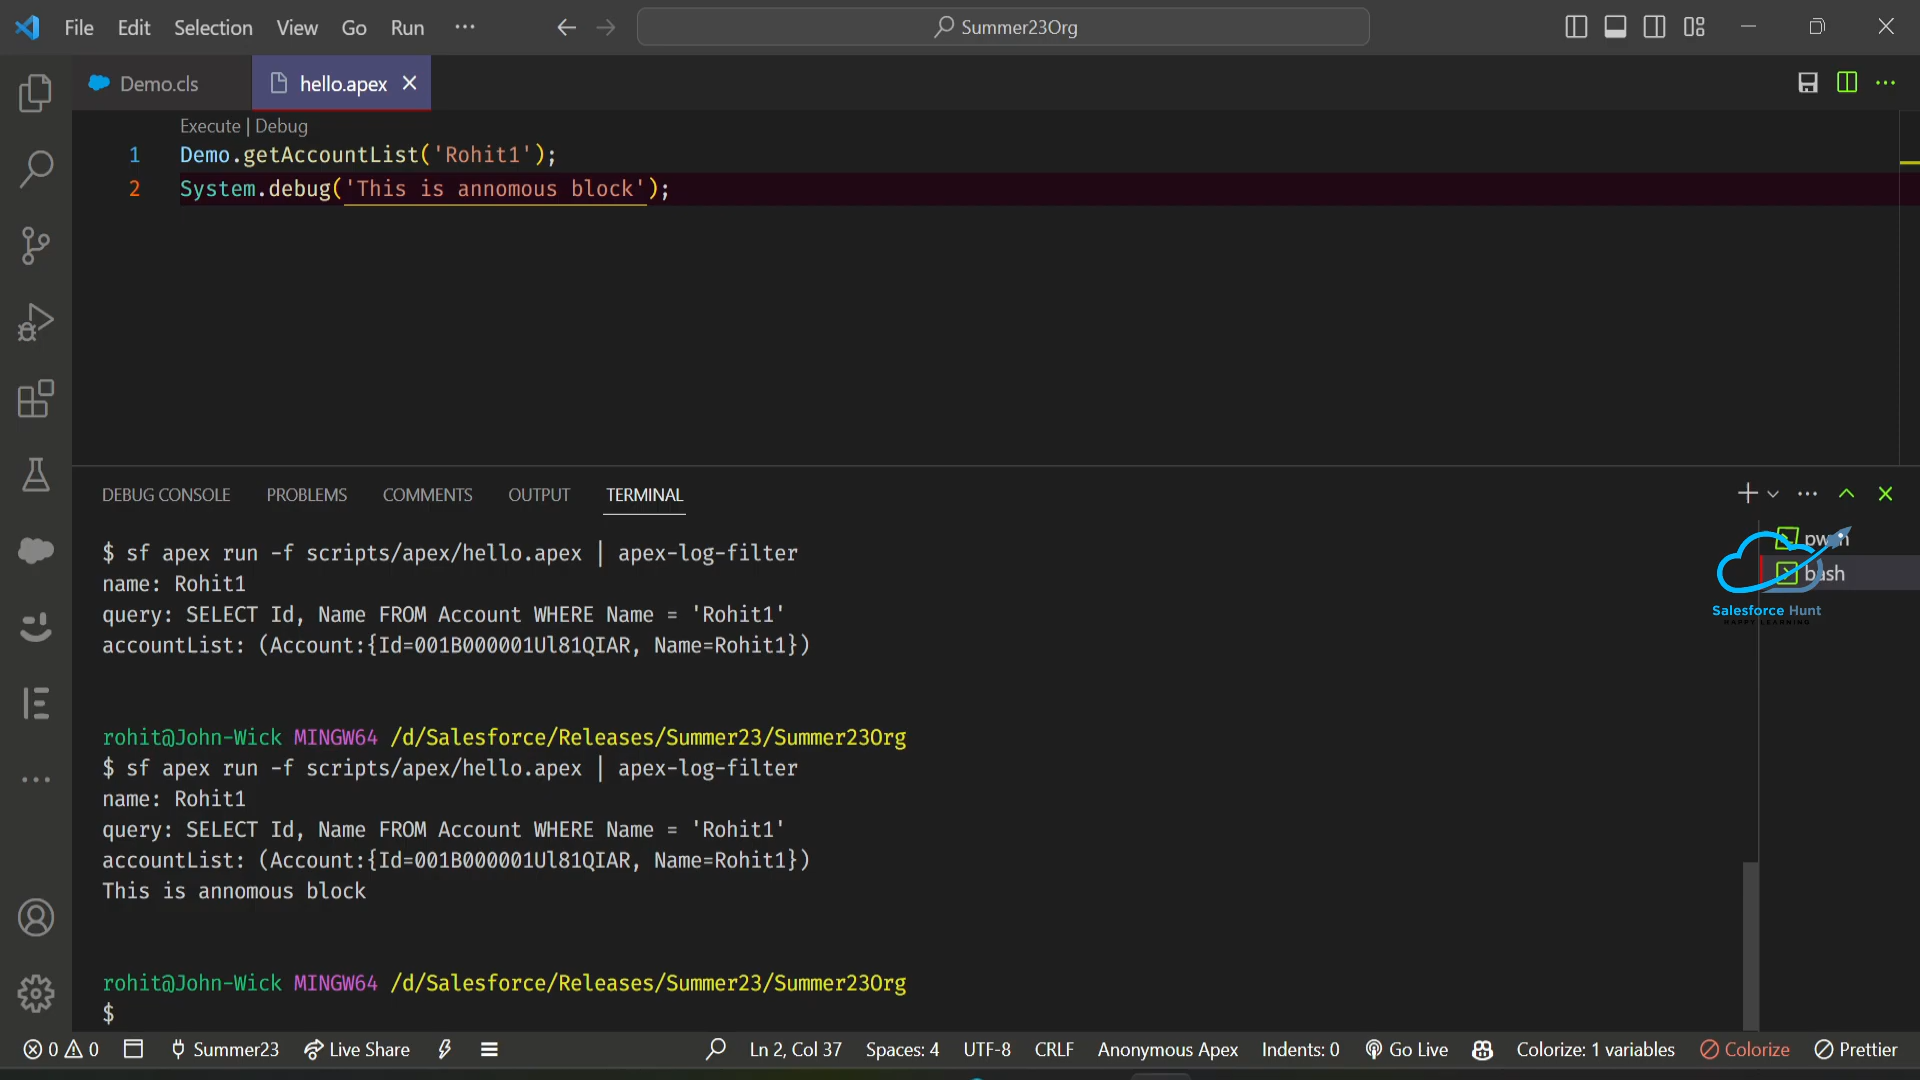 File Edit Selection View Go Run ··· Summer23Org
Demo.cls hello.apex
Execute | Debug
1 Demo.getAccountList('Rohit1');
2 System.debug('This is annomous block');
DEBUG CONSOLE PROBLEMS COMMENTS OUTPUT TERMINAL
$ sf apex run -f scripts/apex/hello.apex | apex-log-filter
name: Rohit1
query: SELECT Id, Name FROM Account WHERE Name = 'Rohit1'
accountList: (Account:{Id=001B000001Ul81QIAR, Name=Rohit1})
rohit@John-Wick MINGW64 /d/Salesforce/Releases/Summer23/Summer23Org
$ sf apex run -f scripts/apex/hello.apex | apex-log-filter
name: Rohit1
query: SELECT Id, Name FROM Account WHERE Name = 'Rohit1'
accountList: (Account:{Id=001B000001Ul81QIAR, Name=Rohit1})
This is annomous block
rohit@John-Wick MINGW64 /d/Salesforce/Releases/Summer23/Summer23Org
$
bash
Salesforce Hunt
HAPPY LEARNING
0 0 Summer23 Live Share Ln 2, Col 37 Spaces: 4 UTF-8 CRLF Anonymous Apex Indents: 0 Go Live Colorize: 1 variables Colorize Prettier